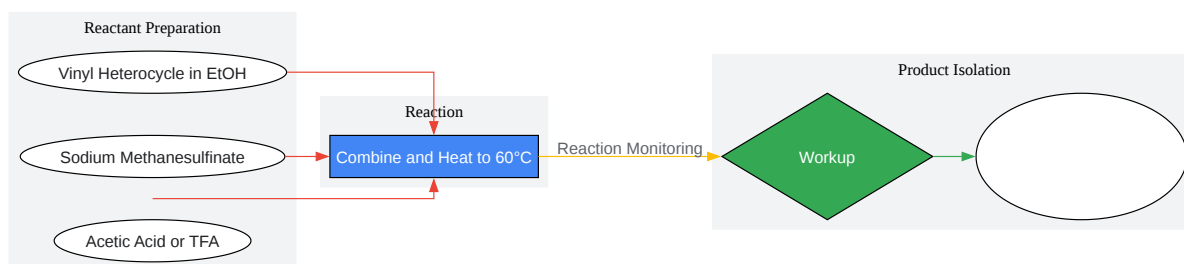 Reactant Preparation
Vinyl Heterocycle in EtOH
Sodium Methanesulfinate
Acetic Acid or TFA
Reaction
Combine and Heat to 60°C
Reaction Monitoring
Product Isolation
Workup